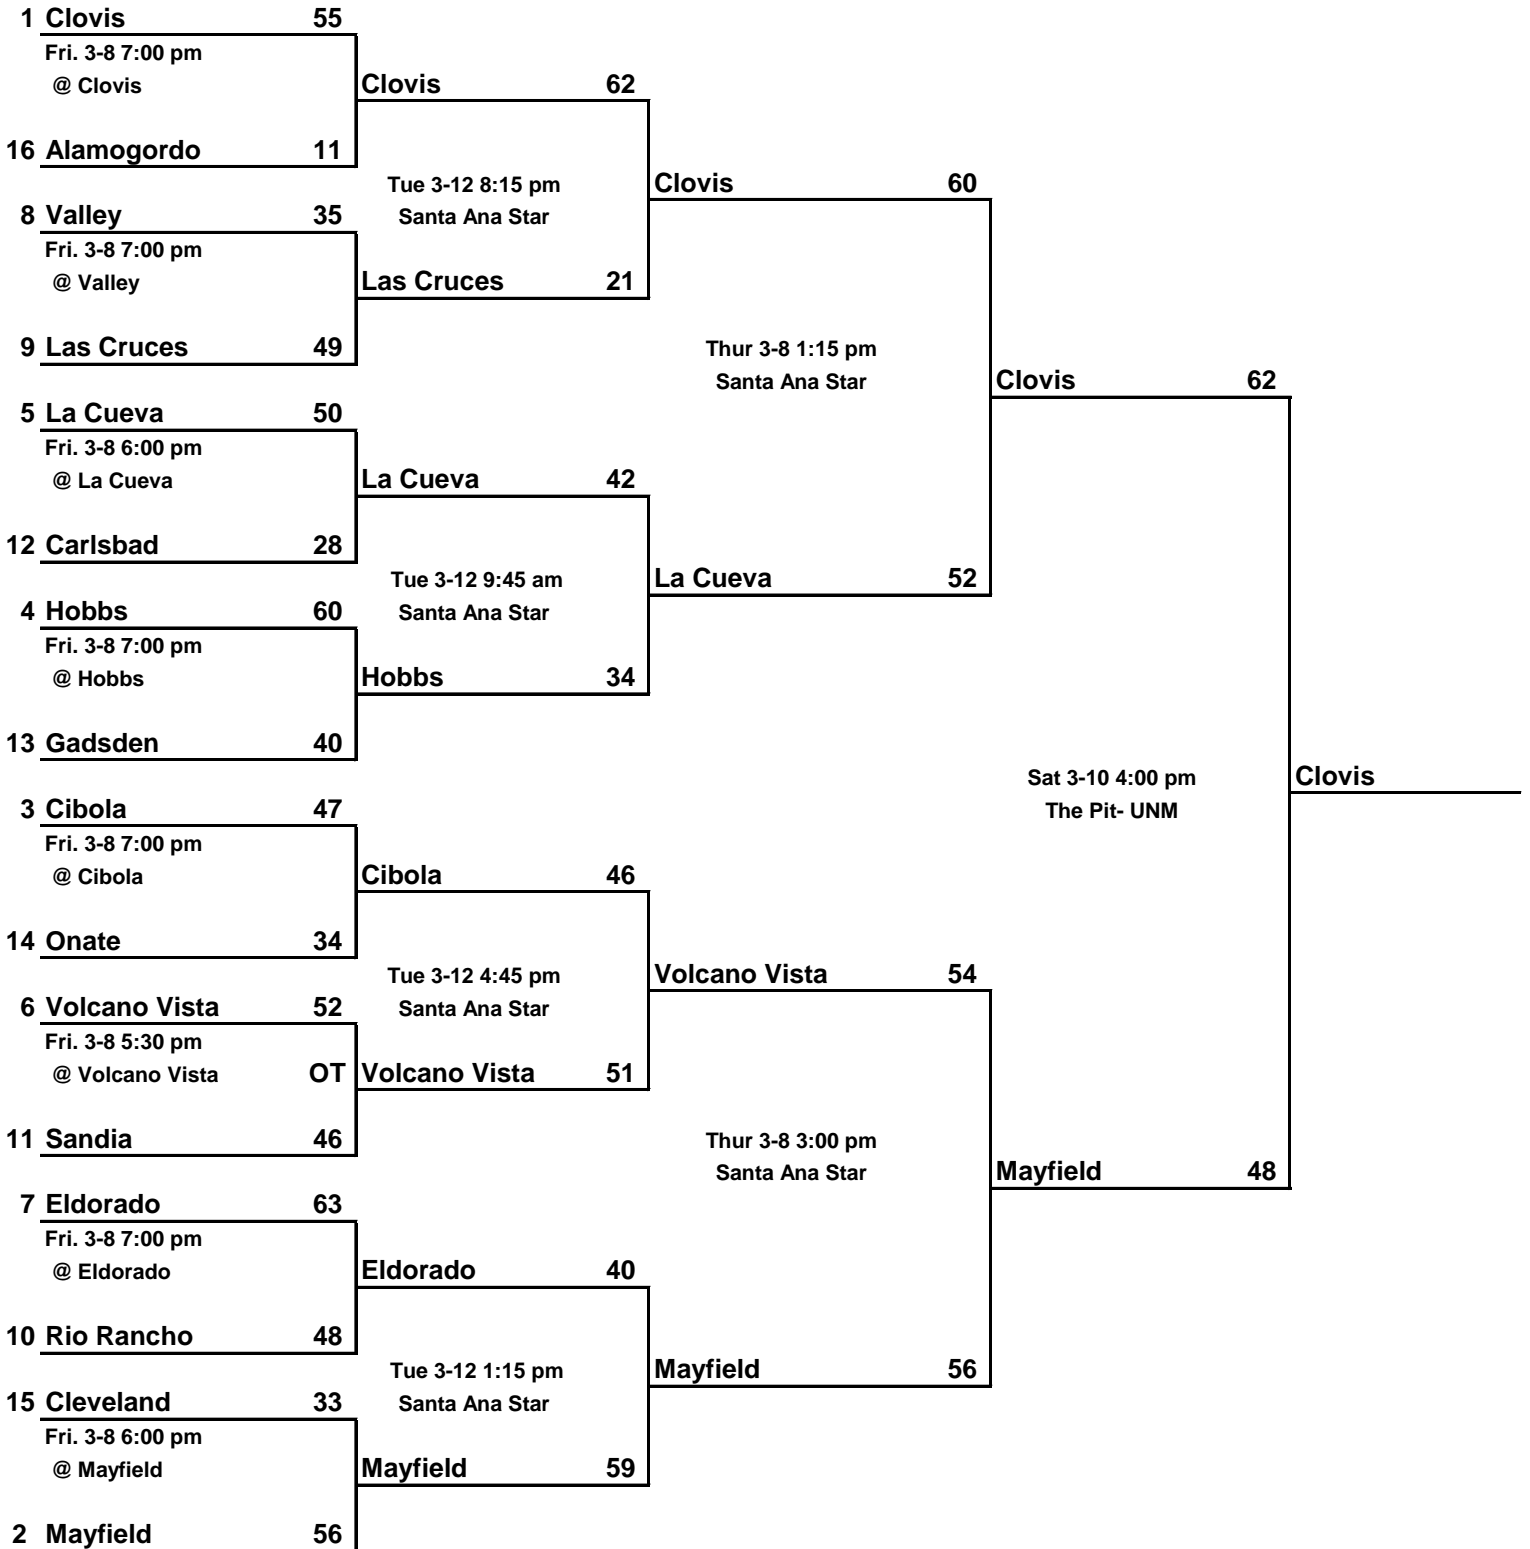 1 Clovis 55
Fri. 3-8 7:00 pm
@ Clovis
Clovis 62
16 Alamogordo 11
Tue 3-12 8:15 pm
Clovis 60
8 Valley 35
Santa Ana Star
Fri. 3-8 7:00 pm
@ Valley
Las Cruces 21
9 Las Cruces 49
Thur 3-8 1:15 pm
Santa Ana Star
Clovis 62
5 La Cueva 50
Fri. 3-8 6:00 pm
@ La Cueva
La Cueva 42
12 Carlsbad 28
Tue 3-12 9:45 am
La Cueva 52
4 Hobbs 60
Santa Ana Star
Fri. 3-8 7:00 pm
@ Hobbs
Hobbs 34
13 Gadsden 40
Sat 3-10 4:00 pm
Clovis
3 Cibola 47
The Pit- UNM
Fri. 3-8 7:00 pm
@ Cibola
Cibola 46
14 Onate 34
Tue 3-12 4:45 pm
Volcano Vista 54
6 Volcano Vista 52
Santa Ana Star
Fri. 3-8 5:30 pm
@ Volcano Vista OT
Volcano Vista 51
11 Sandia 46
Thur 3-8 3:00 pm
Santa Ana Star
Mayfield 48
7 Eldorado 63
Fri. 3-8 7:00 pm
@ Eldorado
Eldorado 40
10 Rio Rancho 48
Tue 3-12 1:15 pm
Mayfield 56
15 Cleveland 33
Santa Ana Star
Fri. 3-8 6:00 pm
@ Mayfield
Mayfield 59
2 Mayfield 56